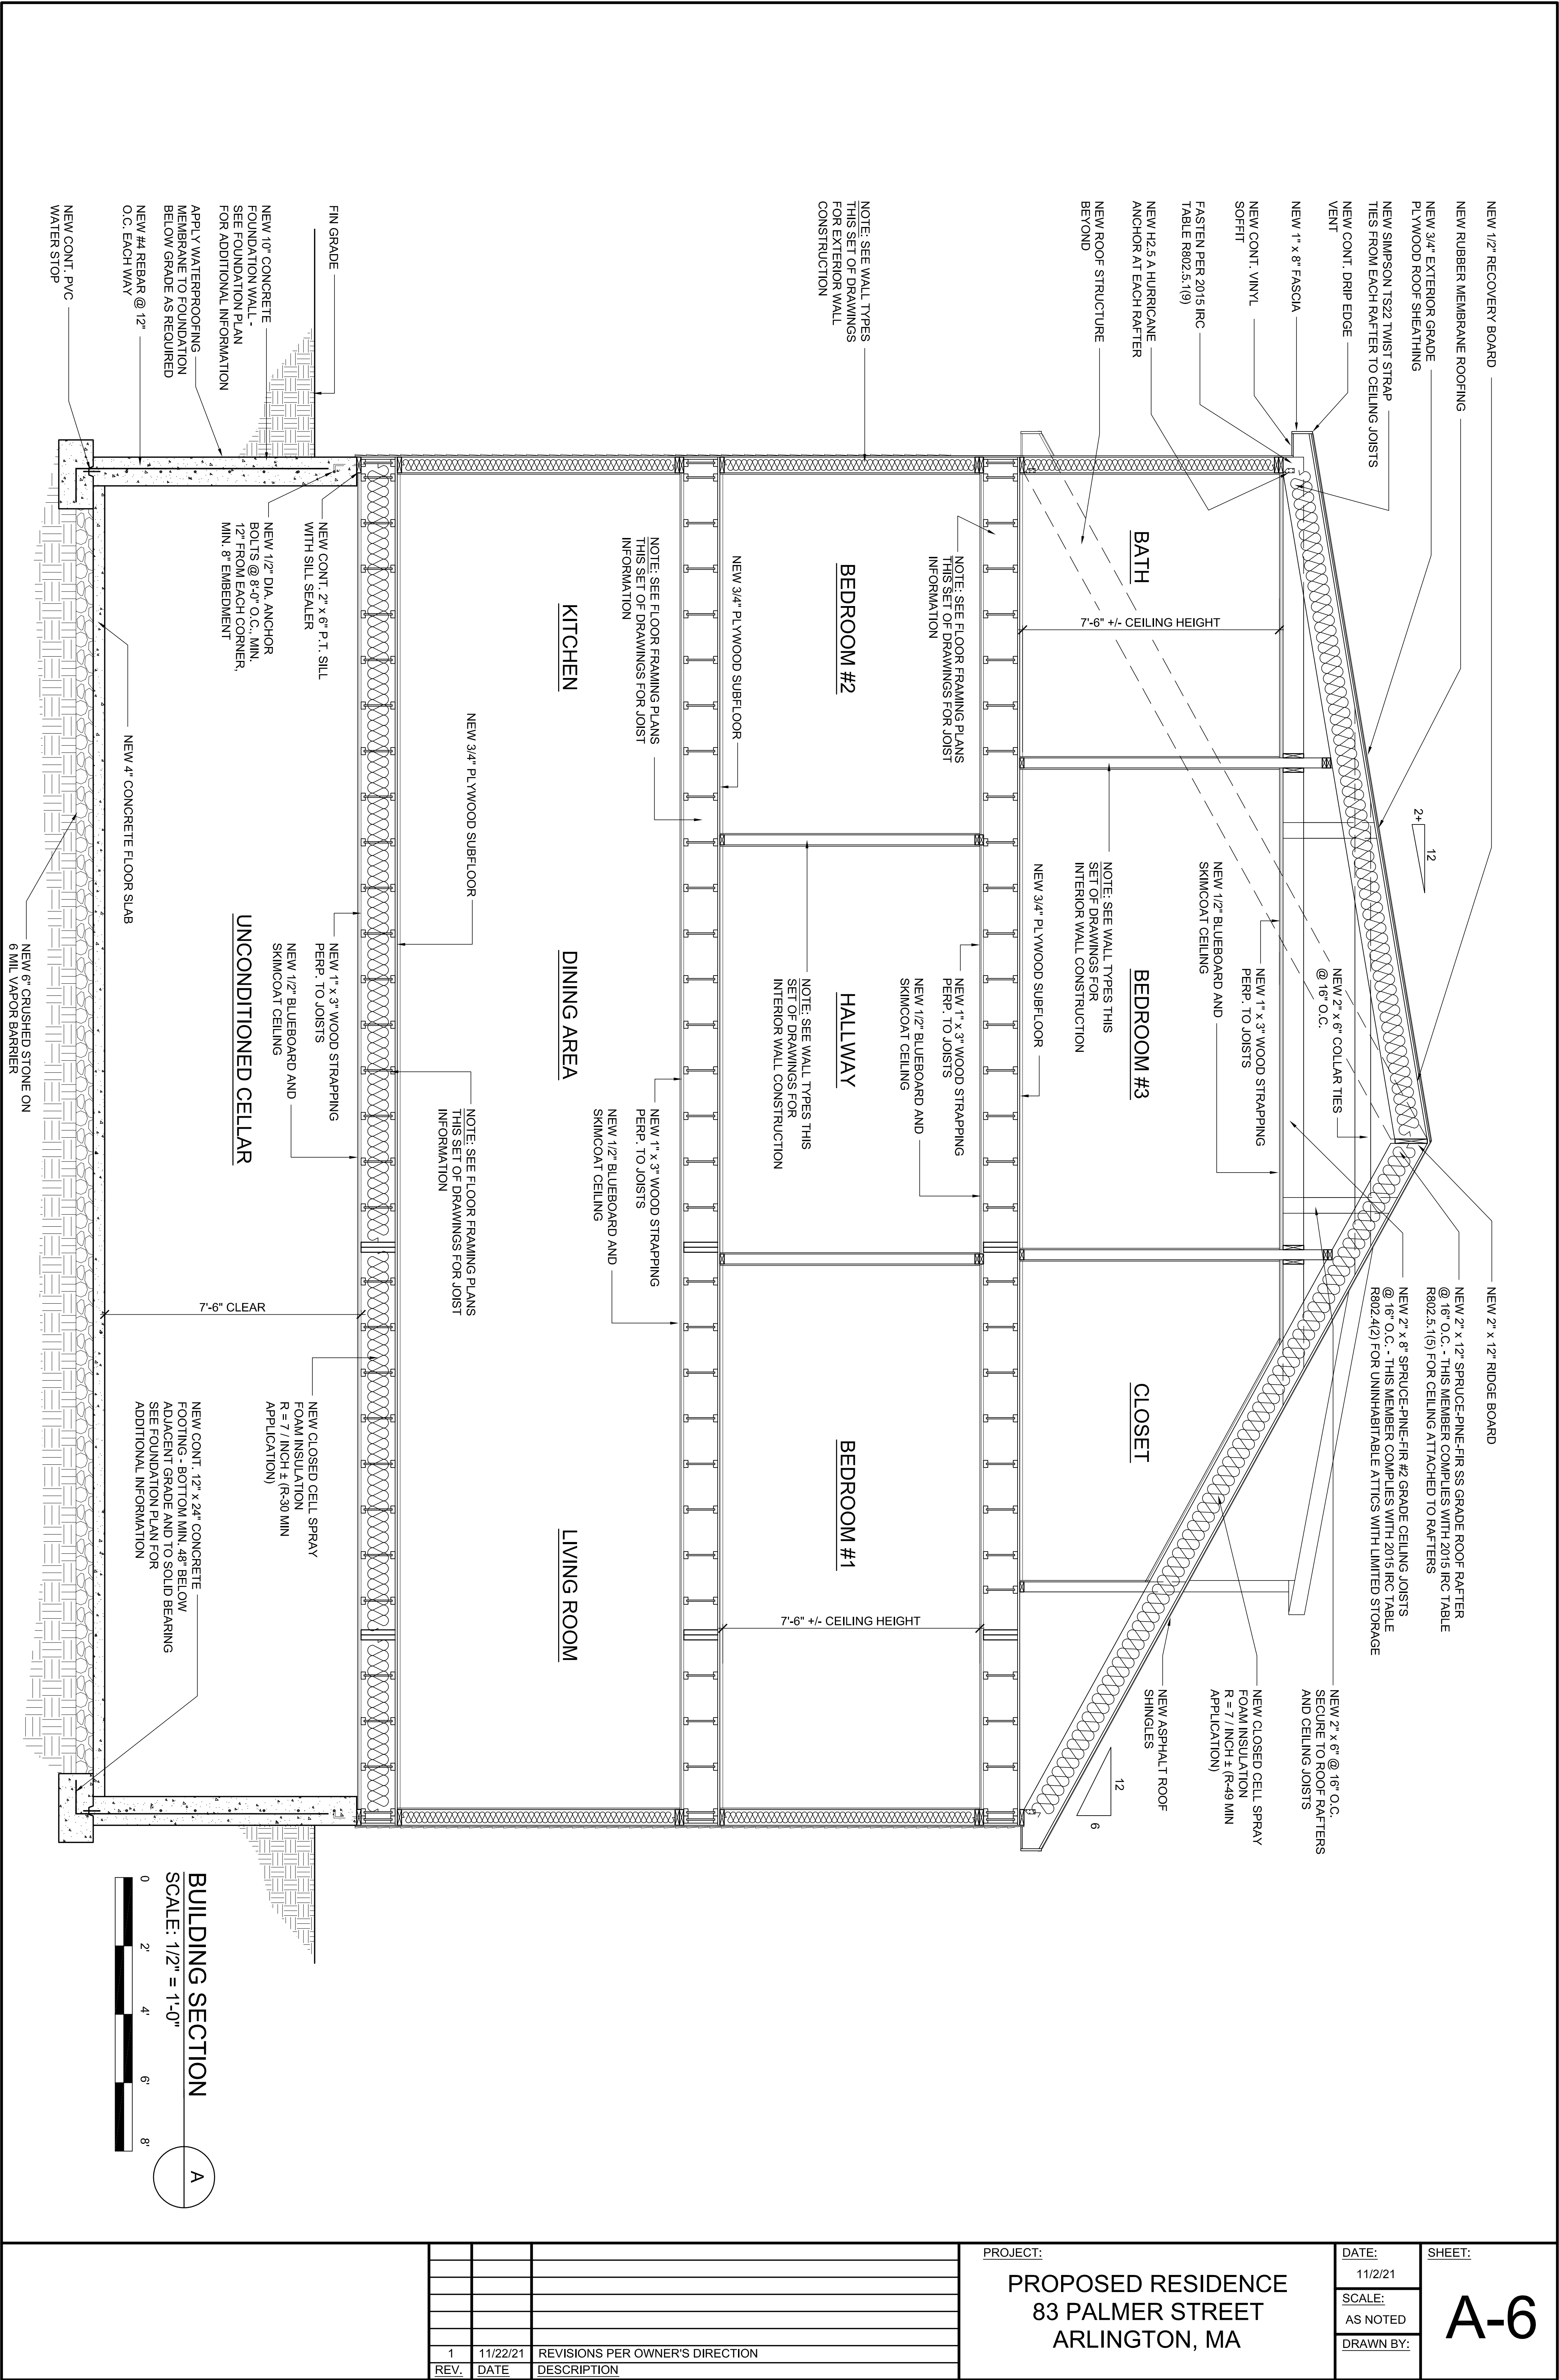 NEW 1/2" RECOVERY BOARD
NEW RUBBER MEMBRANE ROOFING
NEW 3/4" EXTERIOR GRADE
PLYWOOD ROOF SHEATHING
NEW SIMPSON TS22 TWIST STRAP
TIES FROM EACH RAFTER TO CEILING JOISTS
NEW CONT. DRIP EDGE
VENT
NEW 1" x 8" FASCIA
NEW CONT. VINYL
SOFFIT
FASTEN PER 2015 IRC
TABLE R802.5.1(9)
NEW H2.5 A HURRICANE
ANCHOR AT EACH RAFTER
NEW ROOF STRUCTURE
BEYOND
NOTE: SEE WALL TYPES
THIS SET OF DRAWINGS
FOR EXTERIOR WALL
CONSTRUCTION
FIN GRADE
NEW 10" CONCRETE
FOUNDATION WALL -
SEE FOUNDATION PLAN
FOR ADDITIONAL INFORMATION
APPLY WATERPROOFING
MEMBRANE TO FOUNDATION
BELOW GRADE AS REQUIRED
NEW #4 REBAR @ 12"
O.C. EACH WAY
NEW CONT. PVC
WATER STOP
2+
12
BATH
7'-6" +/- CEILING HEIGHT
NOTE: SEE FLOOR FRAMING PLANS
THIS SET OF DRAWINGS FOR JOIST
INFORMATION
BEDROOM #2
NEW 3/4" PLYWOOD SUBFLOOR
NOTE: SEE FLOOR FRAMING PLANS
THIS SET OF DRAWINGS FOR JOIST
INFORMATION
KITCHEN
NEW 3/4" PLYWOOD SUBFLOOR
NEW CONT. 2" x 6" P.T. SILL
WITH SILL SEALER
NEW 1/2" DIA. ANCHOR
BOLTS @ 8'-0" O.C., MIN.
12" FROM EACH CORNER,
MIN. 8" EMBEDMENT
NEW 4" CONCRETE FLOOR SLAB
NEW 2" x 6" COLLAR TIES
@ 16" O.C.
NEW 1" x 3" WOOD STRAPPING
PERP. TO JOISTS
NEW 1/2" BLUEBOARD AND
SKIMCOAT CEILING
BEDROOM #3
NOTE: SEE WALL TYPES THIS
SET OF DRAWINGS FOR
INTERIOR WALL CONSTRUCTION
NEW 3/4" PLYWOOD SUBFLOOR
NEW 1" x 3" WOOD STRAPPING
PERP. TO JOISTS
NEW 1/2" BLUEBOARD AND
SKIMCOAT CEILING
HALLWAY
NOTE: SEE WALL TYPES THIS
SET OF DRAWINGS FOR
INTERIOR WALL CONSTRUCTION
NEW 1" x 3" WOOD STRAPPING
PERP. TO JOISTS
NEW 1/2" BLUEBOARD AND
SKIMCOAT CEILING
DINING AREA
NOTE: SEE FLOOR FRAMING PLANS
THIS SET OF DRAWINGS FOR JOIST
INFORMATION
NEW 1" x 3" WOOD STRAPPING
PERP. TO JOISTS
NEW 1/2" BLUEBOARD AND
SKIMCOAT CEILING
UNCONDITIONED CELLAR
7'-6" CLEAR
NEW 6" CRUSHED STONE ON
6 MIL VAPOR BARRIER
NEW 2" x 12" RIDGE BOARD
NEW 2" x 12" SPRUCE-PINE-FIR SS GRADE ROOF RAFTER
@ 16" O.C. - THIS MEMBER COMPLIES WITH 2015 IRC TABLE
R802.5.1(5) FOR CEILING ATTACHED TO RAFTERS
NEW 2" x 8" SPRUCE-PINE-FIR #2 GRADE CEILING JOISTS
@ 16" O.C. - THIS MEMBER COMPLIES WITH 2015 IRC TABLE
R802.4(2) FOR UNINHABITABLE ATTICS WITH LIMITED STORAGE
NEW 2" x 6" @ 16" O.C.
SECURE TO ROOF RAFTERS
AND CEILING JOISTS
NEW CLOSED CELL SPRAY
FOAM INSULATION
R = 7 / INCH ± (R-49 MIN
APPLICATION)
NEW ASPHALT ROOF
SHINGLES
12
6
CLOSET
BEDROOM #1
7'-6" +/- CEILING HEIGHT
LIVING ROOM
NEW CLOSED CELL SPRAY
FOAM INSULATION
R = 7 / INCH ± (R-30 MIN
APPLICATION)
NEW CONT. 12" x 24" CONCRETE
FOOTING - BOTTOM MIN. 48" BELOW
ADJACENT GRADE AND TO SOLID BEARING
SEE FOUNDATION PLAN FOR
ADDITIONAL INFORMATION
BUILDING SECTION
SCALE: 1/2" = 1'-0"
A
0 2' 4' 6' 8'
1 11/22/21 REVISIONS PER OWNER'S DIRECTION
REV. DATE DESCRIPTION
PROJECT:
PROPOSED RESIDENCE
83 PALMER STREET
ARLINGTON, MA
DATE:
11/2/21
SCALE:
AS NOTED
DRAWN BY:
SHEET:
A-6